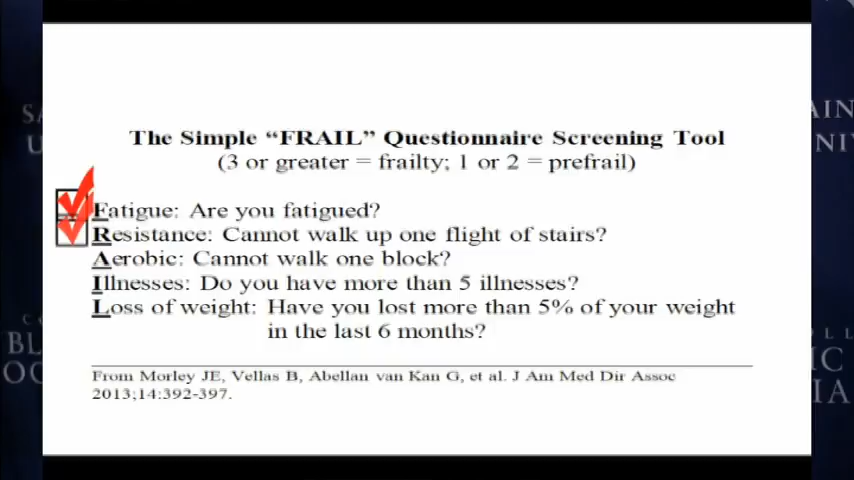 The Simple “FRAIL” Questionnaire Screening Tool
(3 or greater = frailty; 1 or 2 = prefrail)
Fatigue: Are you fatigued?
Resistance: Cannot walk up one flight of stairs?
Aerobic: Cannot walk one block?
Illnesses: Do you have more than 5 illnesses?
Loss of weight: Have you lost more than 5% of your weight
in the last 6 months?
From Morley JE, Vellas B, Abellan van Kan G, et al. J Am Med Dir Assoc
2013;14:392-397.